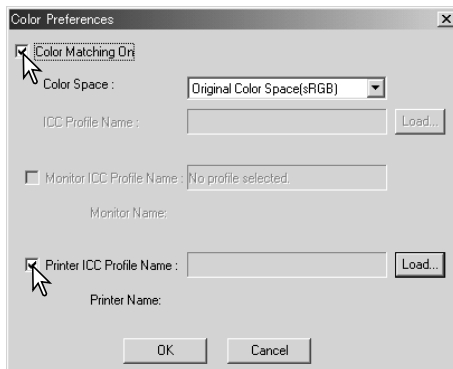 Color Preferences
Color Matching On
Color Space : Original Color Space(sRGB)
ICC Profile Name : Load...
Monitor ICC Profile Name : No profile selected.
Monitor Name:
Printer ICC Profile Name : Load...
Printer Name:
OK Cancel